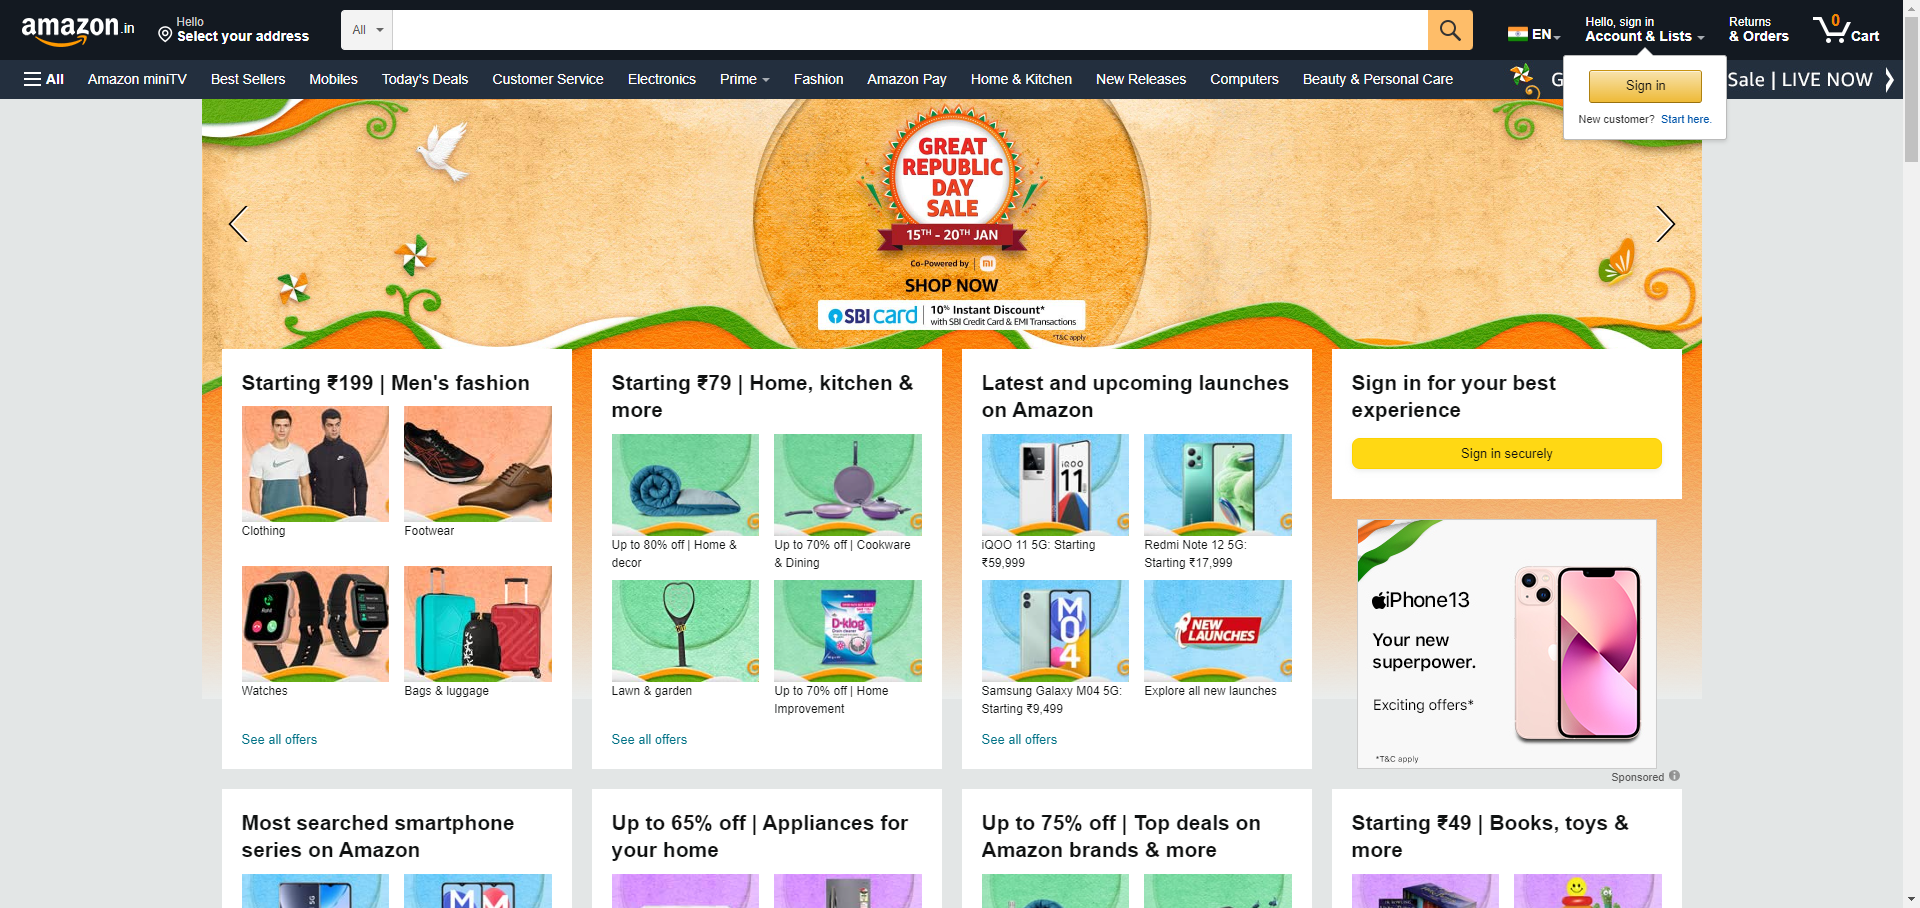 amazon.in
Hello
Select your address
All
EN
Hello, sign in
Account & Lists
Returns
& Orders
0
Cart
All
Amazon miniTV
Best Sellers
Mobiles
Today's Deals
Customer Service
Electronics
Prime
Fashion
Amazon Pay
Home & Kitchen
New Releases
Computers
Beauty & Personal Care
G
Sale | LIVE NOW
Sign in
New customer? Start here.
GREAT
REPUBLIC
DAY
SALE
15TH - 20TH JAN
Co-Powered by | mi
SHOP NOW
SBI card
10% Instant Discount*
with SBI Credit Card & EMI Transactions
*T&C apply
Starting ₹199 | Men's fashion
Clothing
Footwear
Watches
Bags & luggage
See all offers
Starting ₹79 | Home, kitchen &
more
Up to 80% off | Home &
decor
Up to 70% off | Cookware
& Dining
D-klog
Drain cleaner
Lawn & garden
Up to 70% off | Home
Improvement
See all offers
Latest and upcoming launches
on Amazon
iQOO
11
iQOO 11 5G: Starting
₹59,999
Redmi Note 12 5G:
Starting ₹17,999
M04
NEW
LAUNCHES
Samsung Galaxy M04 5G:
Starting ₹9,499
Explore all new launches
See all offers
Sign in for your best
experience
Sign in securely
iPhone13
Your new
superpower.
Exciting offers*
*T&C apply
Sponsored
Most searched smartphone
series on Amazon
5G
M
M
Up to 65% off | Appliances for
your home
Up to 75% off | Top deals on
Amazon brands & more
Starting ₹49 | Books, toys &
more